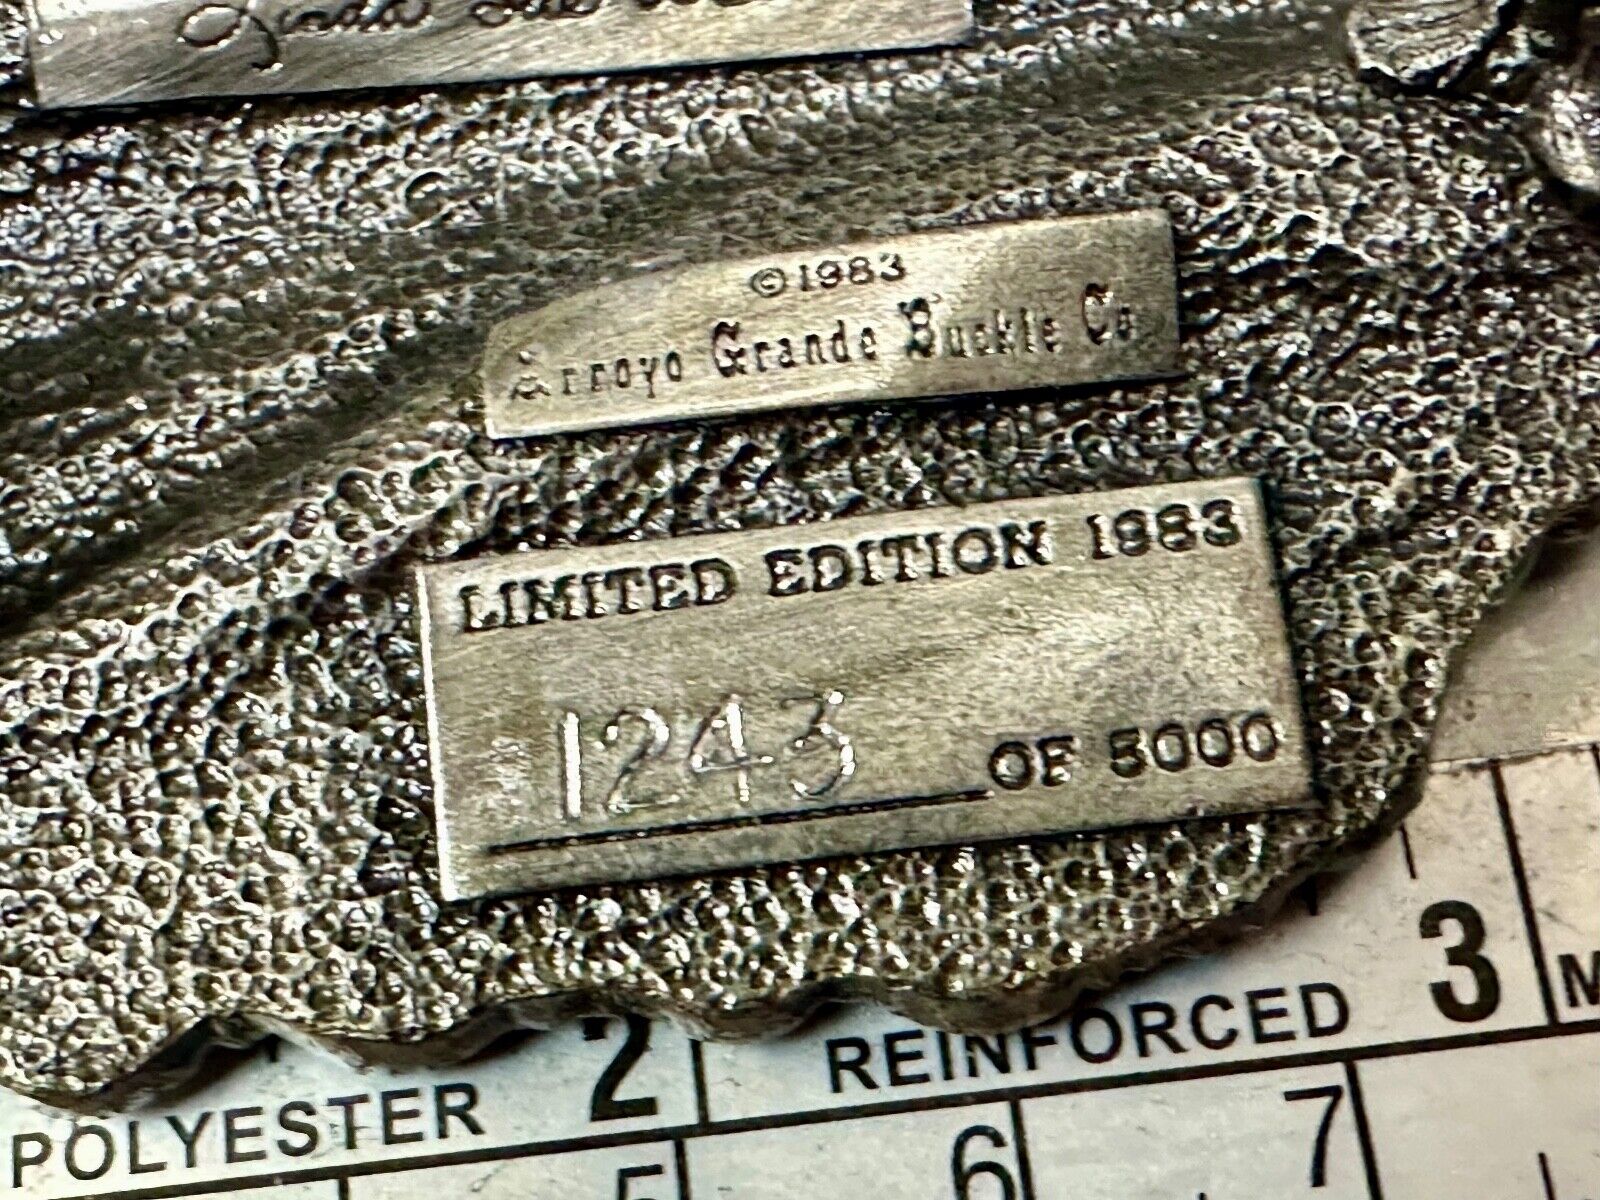 ©1983
Arroyo Grande Buckle Co
LIMITED EDITION 1983
1243 OF 5000
3
2 REINFORCED M
POLYESTER
5 6 7